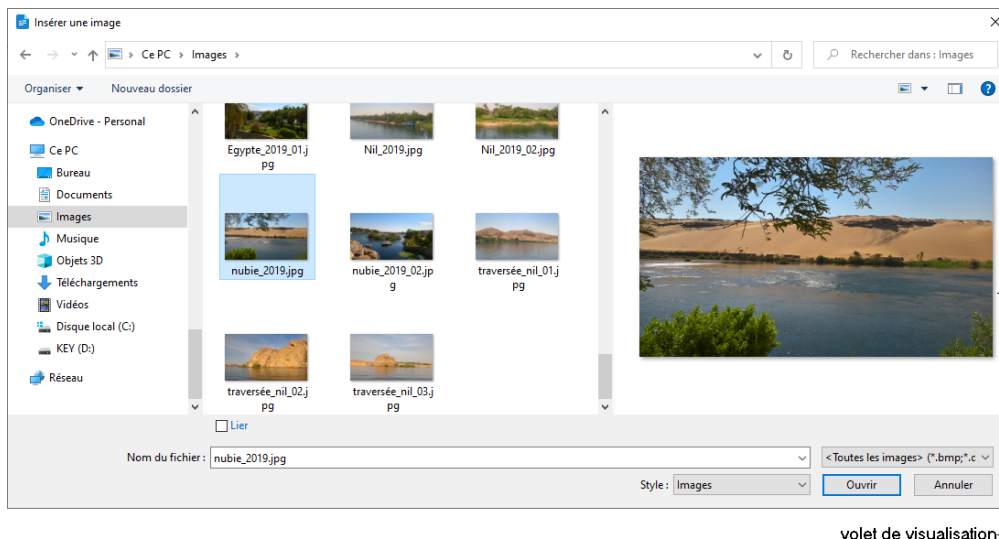 Insérer une image
Ce PC > Images >
Rechercher dans : Images
Organiser
Nouveau dossier
OneDrive - Personal
Ce PC
Bureau
Documents
Images
Musique
Objets 3D
Téléchargements
Vidéos
Disque local (C:)
KEY (D:)
Réseau
Egypte_2019_01.j
pg
Nil_2019.jpg
Nil_2019_02.jpg
nubie_2019.jpg
nubie_2019_02.jp
g
traversée_nil_01.j
pg
traversée_nil_02.j
pg
traversée_nil_03.j
pg
Lier
Nom du fichier :
nubie_2019.jpg
<Toutes les images> (*.bmp;*.c
Style :
Images
Ouvrir
Annuler
volet de visualisation